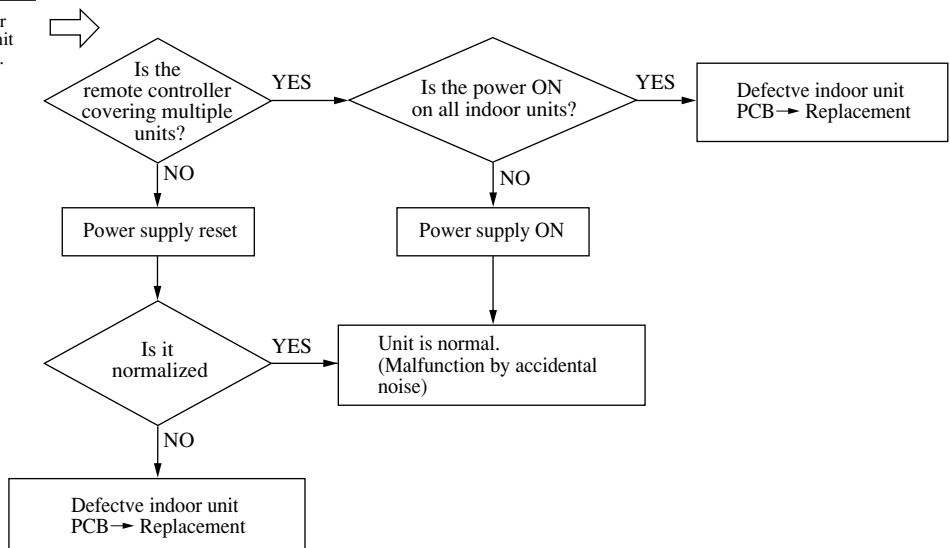 r
nit
.
Is the
remote controller
covering multiple
units?
YES
Is the power ON
on all indoor units?
YES
Defectve indoor unit
PCB→ Replacement
NO
NO
Power supply reset
Power supply ON
Is it
normalized
YES
Unit is normal.
(Malfunction by accidental
noise)
NO
Defectve indoor unit
PCB→ Replacement